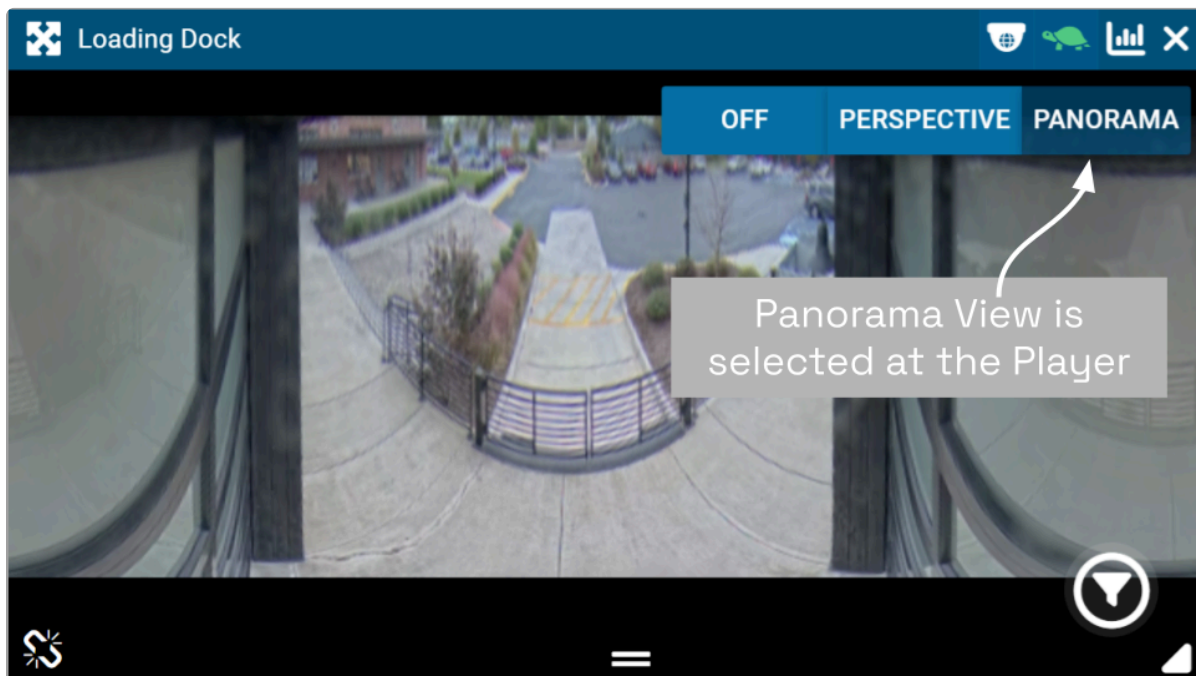 Loading Dock
OFF PERSPECTIVE PANORAMA
Panorama View is
selected at the Player